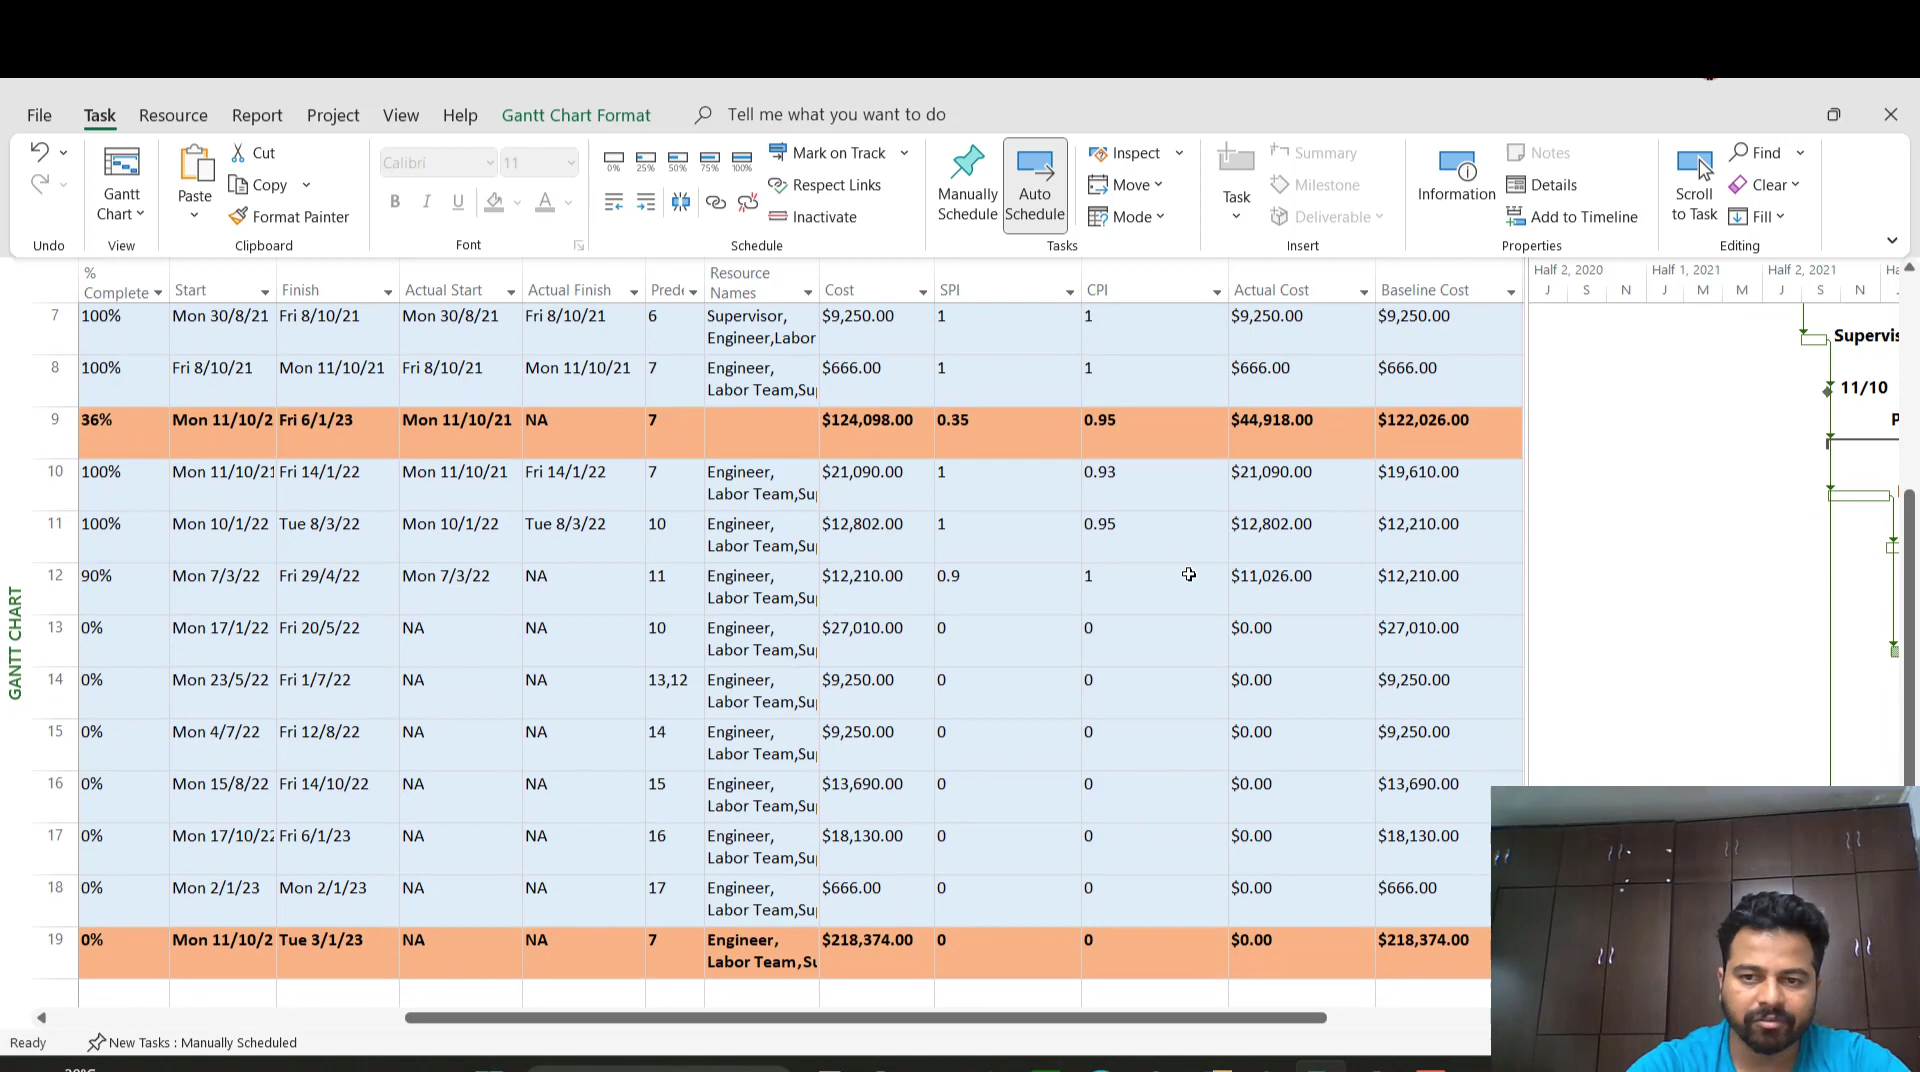 File Task Resource Report Project View Help Gantt Chart Format Tell me what you want to do
Cut
Copy
Format Painter
Paste
Gantt
Chart
Calibri 11
B I U A
0% 25% 50% 75% 100%
Mark on Track
Respect Links
Inactivate
Manually
Schedule
Auto
Schedule
Inspect
Move
Mode
Task
Summary
Milestone
Deliverable
Information
Notes
Details
Add to Timeline
Scroll
to Task
Find
Clear
Fill
Undo View Clipboard Font Schedule Tasks Insert Properties Editing
% Complete Start Finish Actual Start Actual Finish Prede Resource Names Cost SPI CPI Actual Cost Baseline Cost
Half 2, 2020 Half 1, 2021 Half 2, 2021
J S N J M M J S N
7 100% Mon 30/8/21 Fri 8/10/21 Mon 30/8/21 Fri 8/10/21 6 Supervisor, $9,250.00 1 1 $9,250.00 $9,250.00
Engineer,Labor
Supervis
8 100% Fri 8/10/21 Mon 11/10/21 Fri 8/10/21 Mon 11/10/21 7 Engineer, $666.00 1 1 $666.00 $666.00
Labor Team,Su
11/10
9 36% Mon 11/10/2 Fri 6/1/23 Mon 11/10/21 NA 7 $124,098.00 0.35 0.95 $44,918.00 $122,026.00
10 100% Mon 11/10/21 Fri 14/1/22 Mon 11/10/21 Fri 14/1/22 7 Engineer, $21,090.00 1 0.93 $21,090.00 $19,610.00
Labor Team,Su
11 100% Mon 10/1/22 Tue 8/3/22 Mon 10/1/22 Tue 8/3/22 10 Engineer, $12,802.00 1 0.95 $12,802.00 $12,210.00
Labor Team,Su
12 90% Mon 7/3/22 Fri 29/4/22 Mon 7/3/22 NA 11 Engineer, $12,210.00 0.9 1 $11,026.00 $12,210.00
Labor Team,Su
13 0% Mon 17/1/22 Fri 20/5/22 NA NA 10 Engineer, $27,010.00 0 0 $0.00 $27,010.00
Labor Team,Su
14 0% Mon 23/5/22 Fri 1/7/22 NA NA 13,12 Engineer, $9,250.00 0 0 $0.00 $9,250.00
Labor Team,Su
15 0% Mon 4/7/22 Fri 12/8/22 NA NA 14 Engineer, $9,250.00 0 0 $0.00 $9,250.00
Labor Team,Su
16 0% Mon 15/8/22 Fri 14/10/22 NA NA 15 Engineer, $13,690.00 0 0 $0.00 $13,690.00
Labor Team,Su
17 0% Mon 17/10/22 Fri 6/1/23 NA NA 16 Engineer, $18,130.00 0 0 $0.00 $18,130.00
Labor Team,Su
18 0% Mon 2/1/23 Mon 2/1/23 NA NA 17 Engineer, $666.00 0 0 $0.00 $666.00
Labor Team,Su
19 0% Mon 11/10/2 Tue 3/1/23 NA NA 7 Engineer, $218,374.00 0 0 $0.00 $218,374.00
Labor Team,Su
GANTT CHART
Ready New Tasks : Manually Scheduled